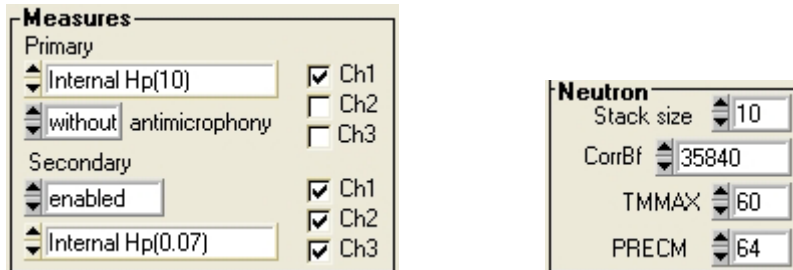 Measures
Primary
Internal Hp(10)
Ch1
Ch2
without antimicrophony
Ch3
Secondary
enabled
Ch1
Ch2
Internal Hp(0.07)
Ch3
Neutron
Stack size 10
CorrBf 35840
TMMAX 60
PRECM 64